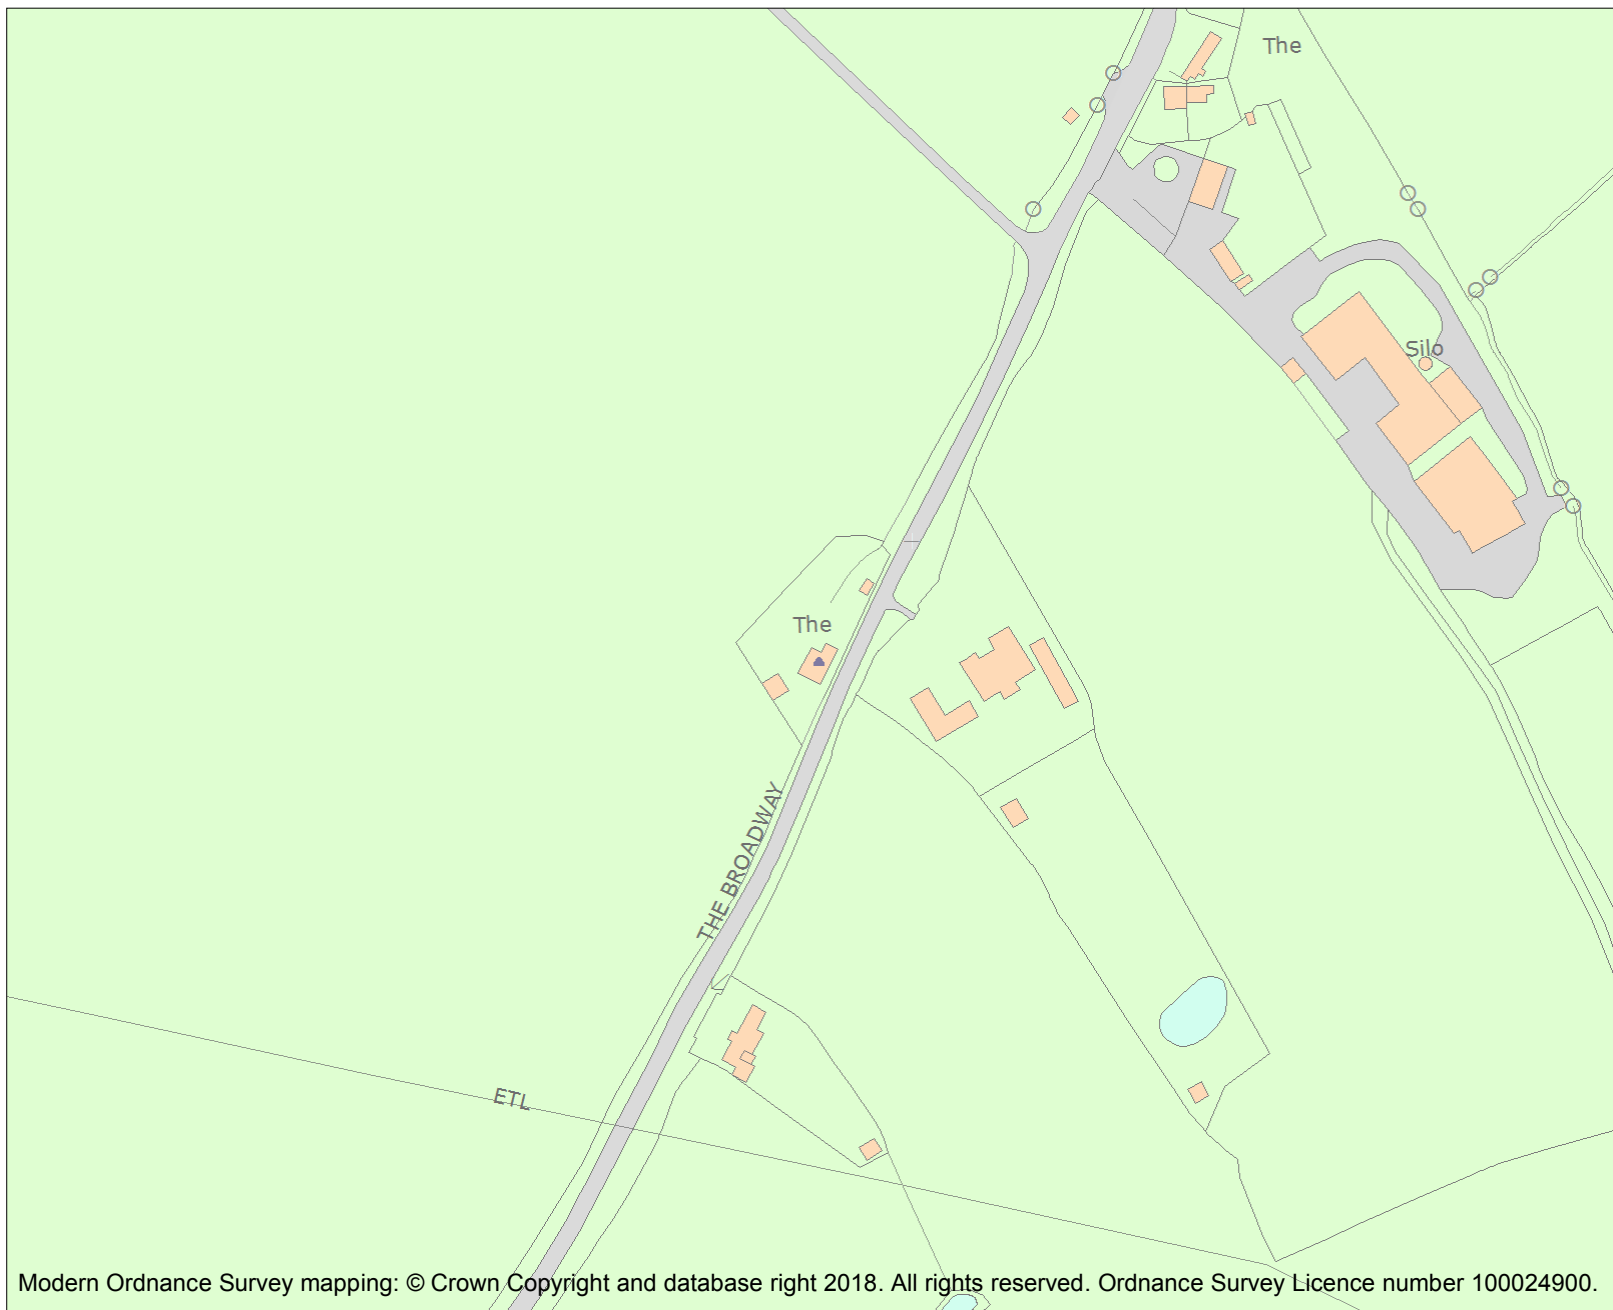 The
Silo
The
THE BROADWAY
ETL
Modern Ordnance Survey mapping: © Crown Copyright and database right 2018. All rights reserved. Ordnance Survey Licence number 100024900.